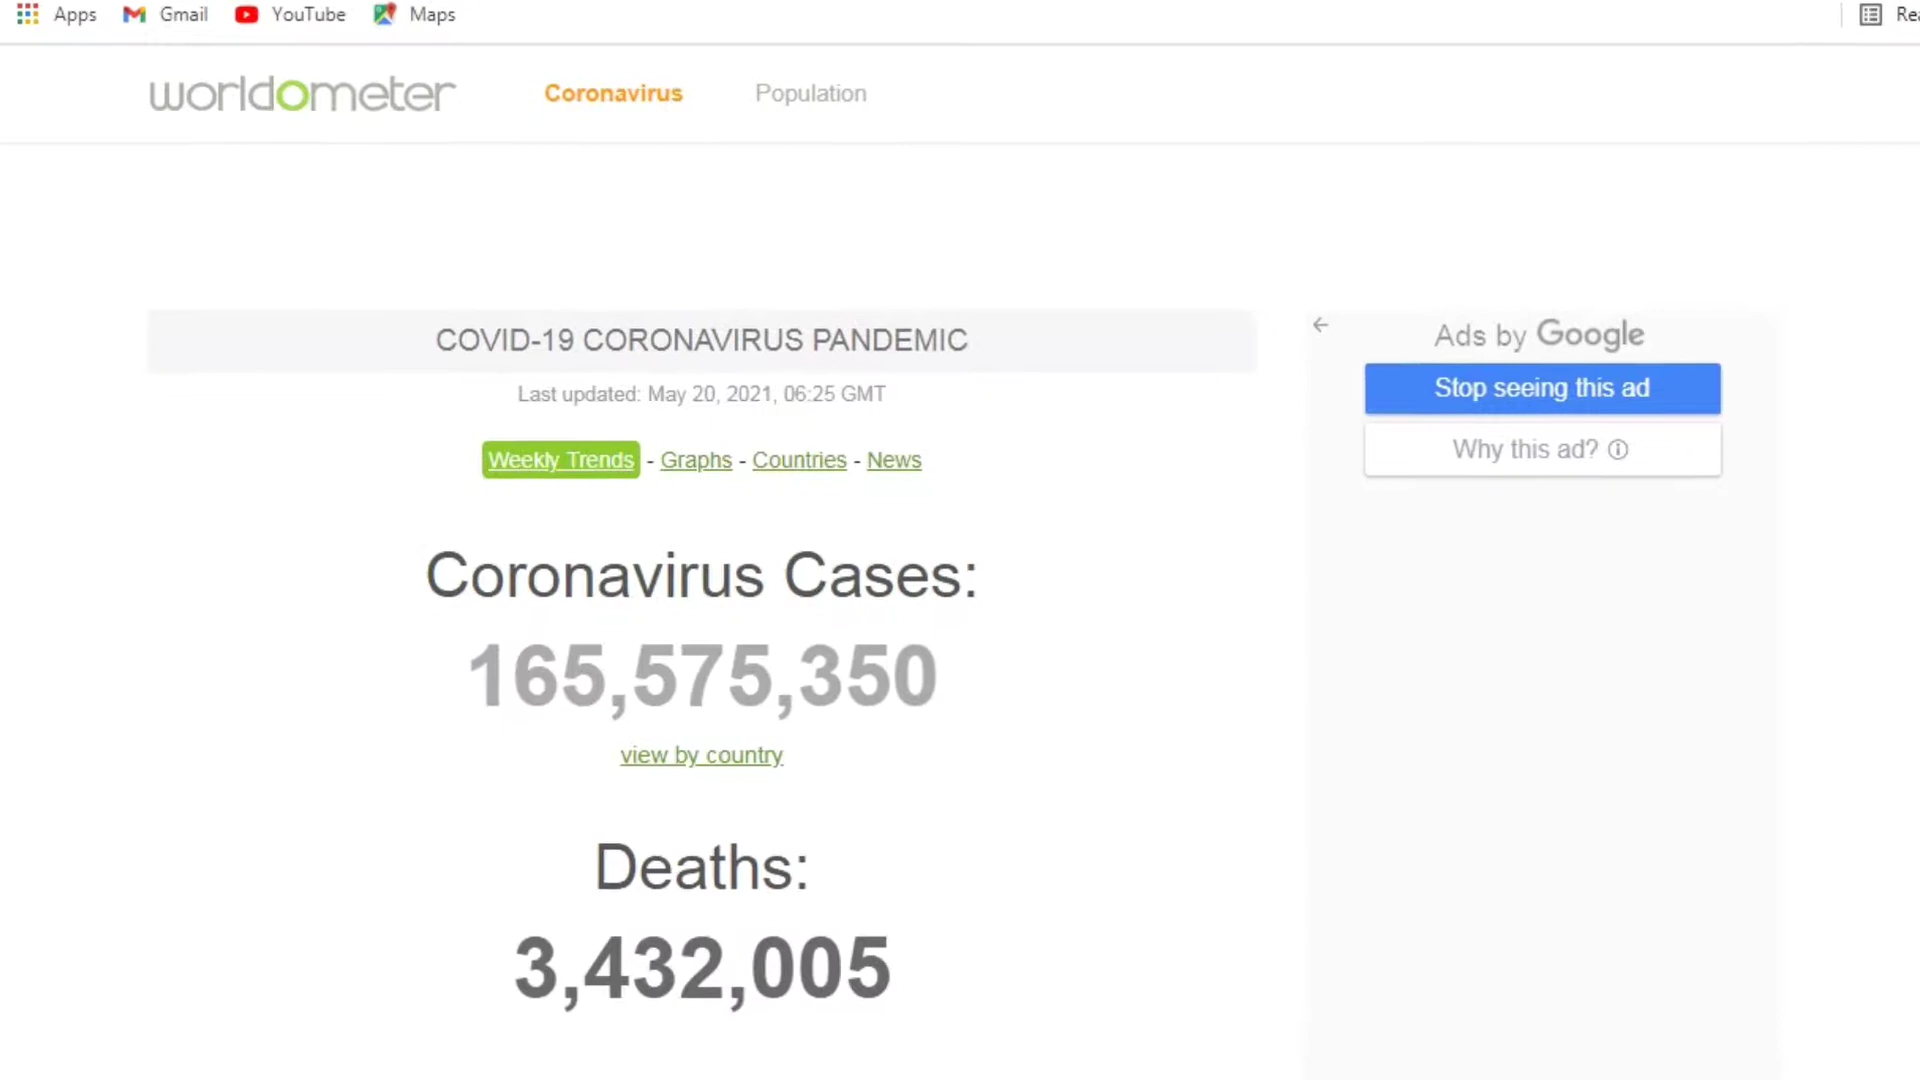 Apps Gmail YouTube Maps
worldometer Coronavirus Population
COVID-19 CORONAVIRUS PANDEMIC
Last updated: May 20, 2021, 06:25 GMT
Weekly Trends - Graphs - Countries - News
Coronavirus Cases:
165,575,350
view by country
Deaths:
3,432,005
Ads by Google
Stop seeing this ad
Why this ad?